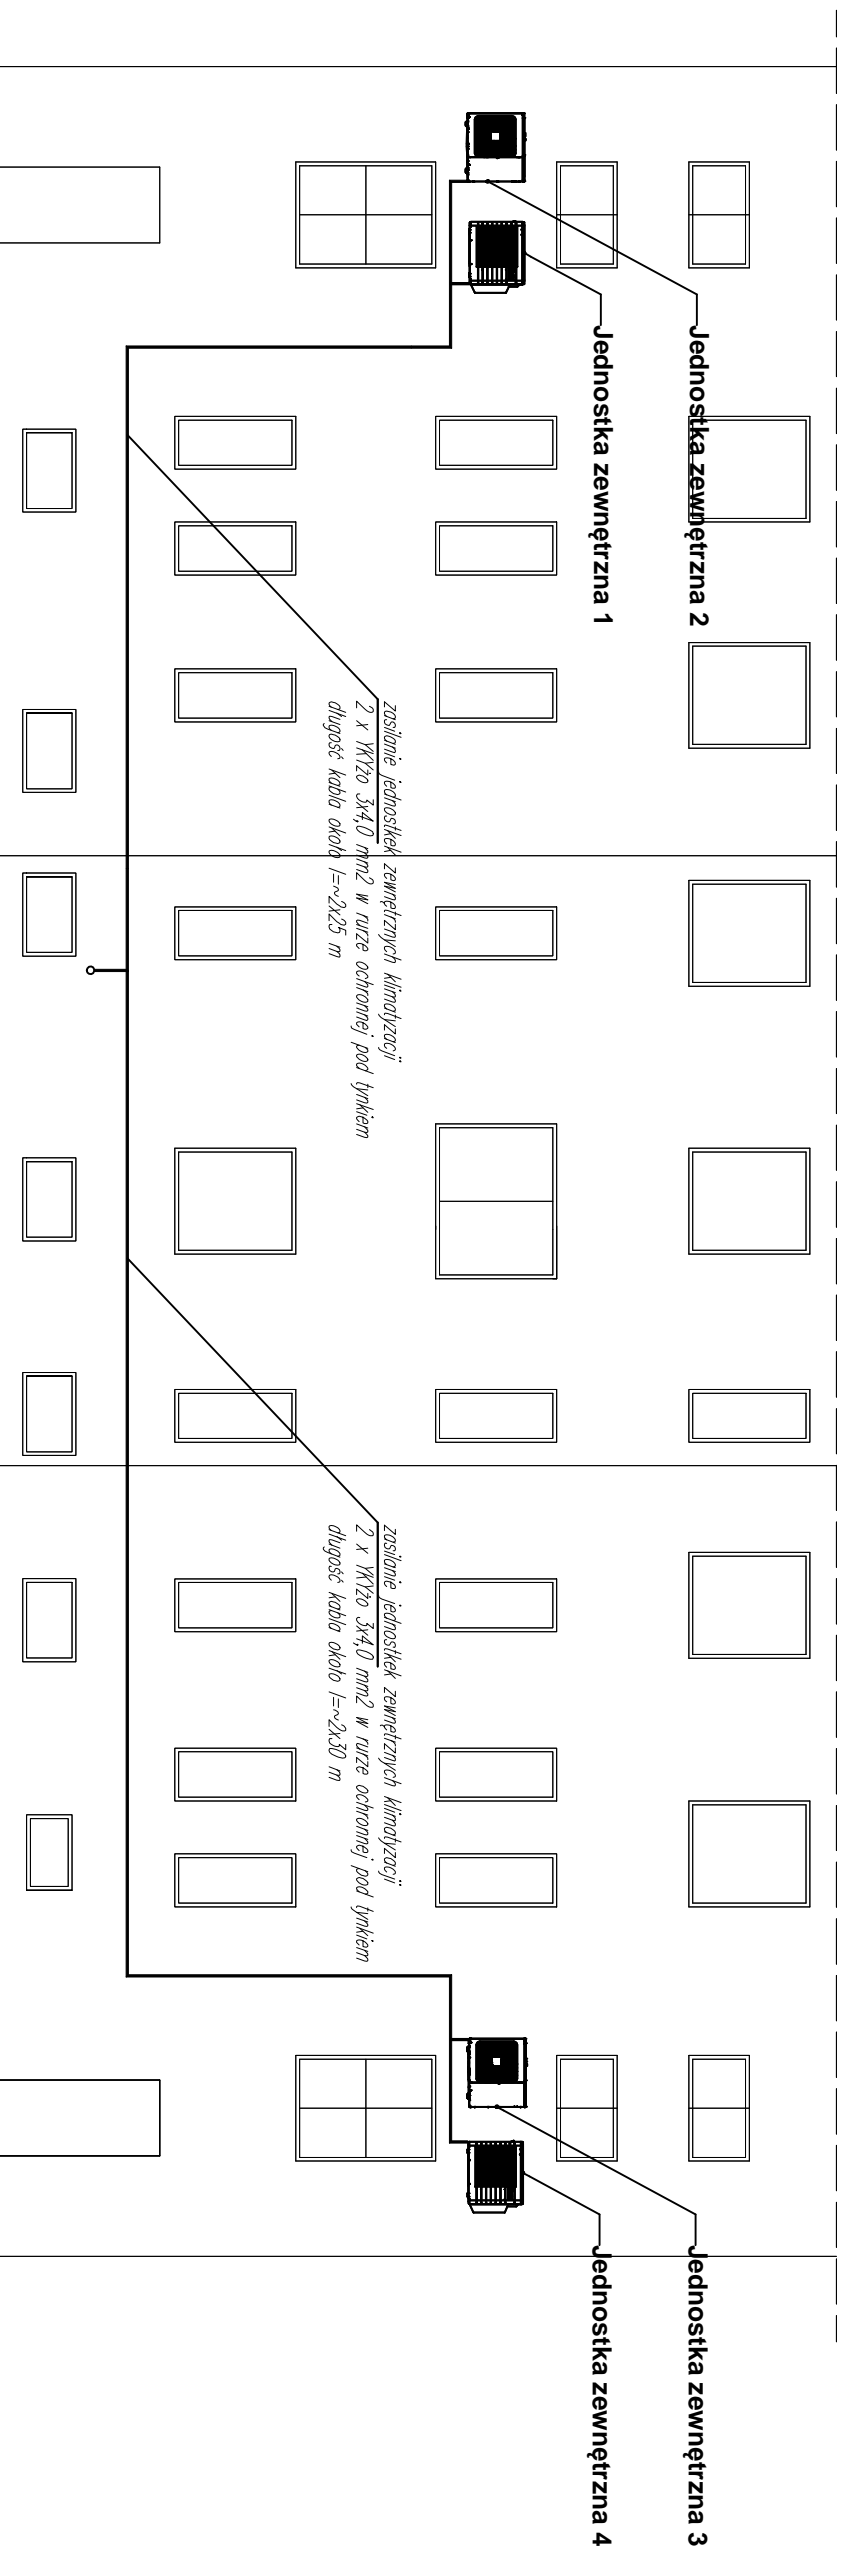 Jednostka zewnętrzna 2
Jednostka zewnętrzna 1
zasilanie jednostkek zewnętrznych klimatyzacji
2 x YKYżo 3x4,0 mm2 w rurze ochronnej pod tynkiem
długość kabla około l=~2x25 m
zasilanie jednostkek zewnętrznych klimatyzacji
2 x YKYżo 3x4,0 mm2 w rurze ochronnej pod tynkiem
długość kabla około l=~2x30 m
Jednostka zewnętrzna 3
Jednostka zewnętrzna 4